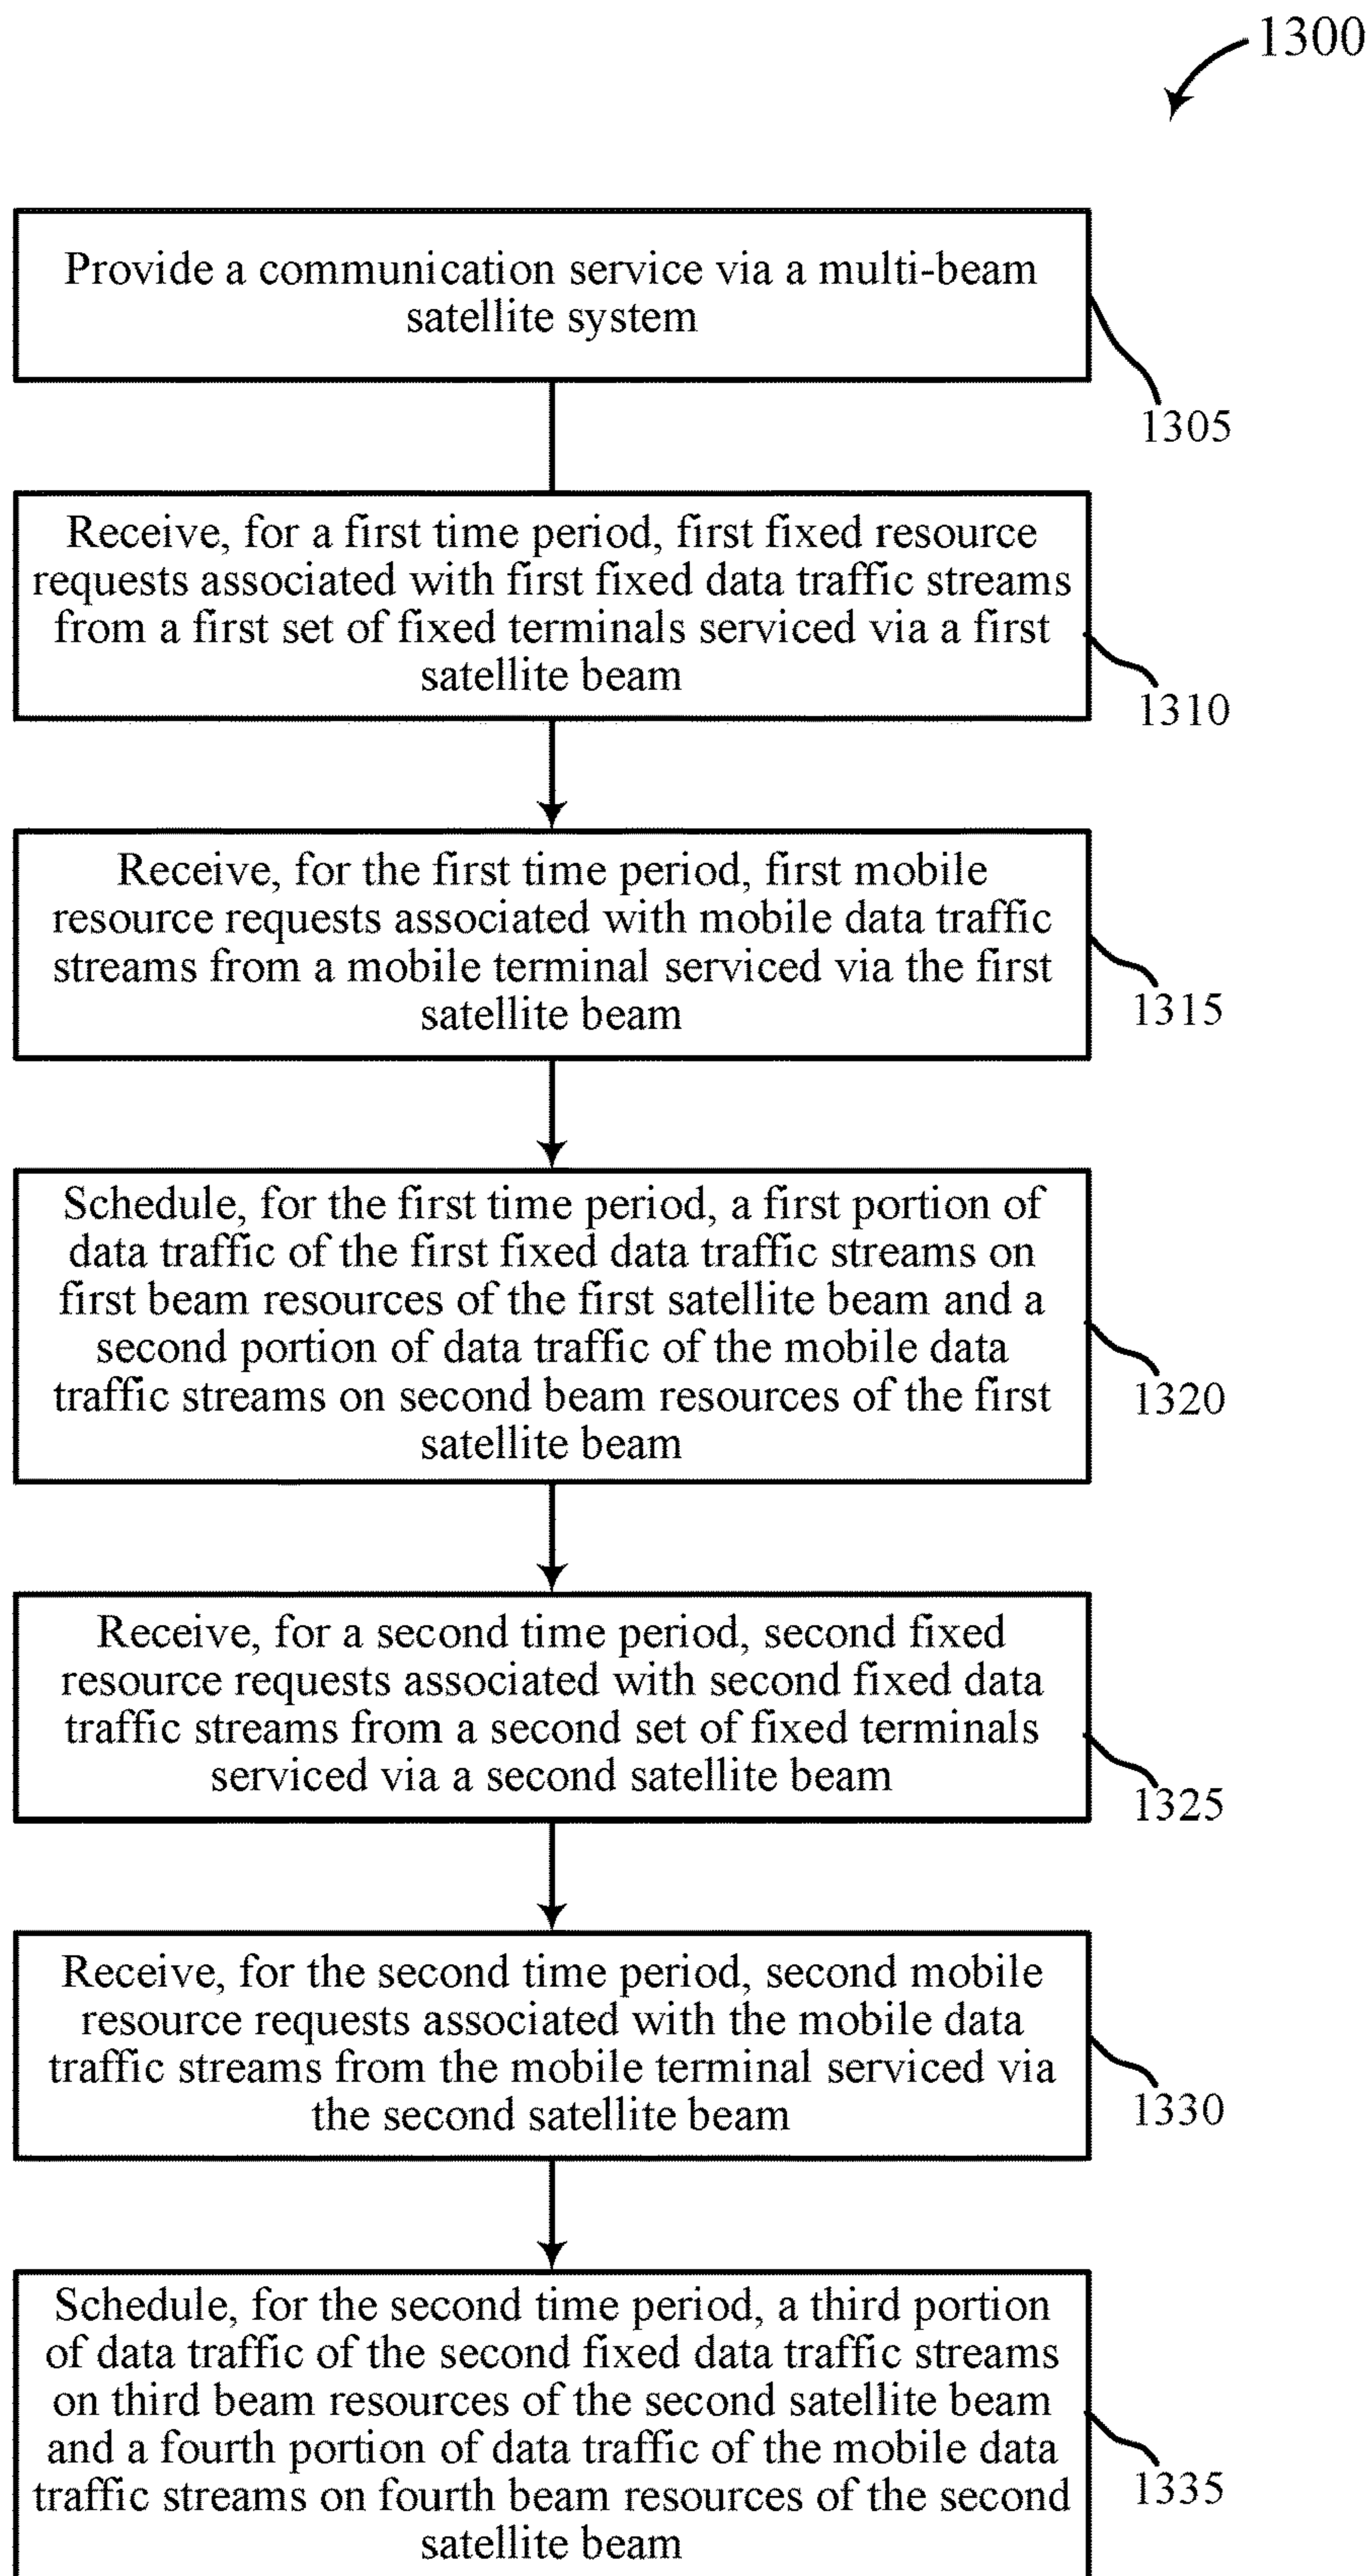 1300
Provide a communication service via a multi-beam
satellite system
1305
Receive, for a first time period, first fixed resource
requests associated with first fixed data traffic streams
from a first set of fixed terminals serviced via a first
satellite beam
1310
Receive, for the first time period, first mobile
resource requests associated with mobile data traffic
streams from a mobile terminal serviced via the first
satellite beam
1315
Schedule, for the first time period, a first portion of
data traffic of the first fixed data traffic streams on
first beam resources of the first satellite beam and a
second portion of data traffic of the mobile data
traffic streams on second beam resources of the first
satellite beam
1320
Receive, for a second time period, second fixed
resource requests associated with second fixed data
traffic streams from a second set of fixed terminals
serviced via a second satellite beam
1325
Receive, for the second time period, second mobile
resource requests associated with the mobile data
traffic streams from the mobile terminal serviced via
the second satellite beam
1330
Schedule, for the second time period, a third portion
of data traffic of the second fixed data traffic streams
on third beam resources of the second satellite beam
and a fourth portion of data traffic of the mobile data
traffic streams on fourth beam resources of the second
satellite beam
1335